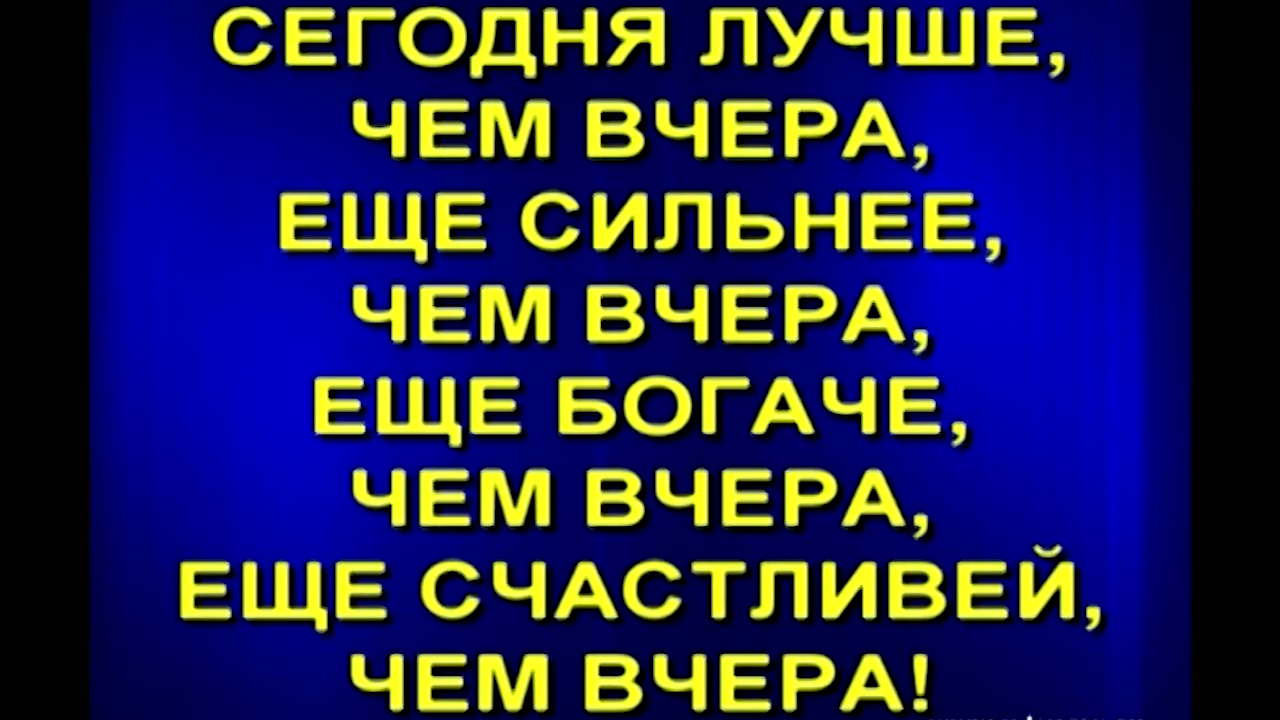 СЕГОДНЯ ЛУЧШЕ,
ЧЕМ ВЧЕРА,
ЕЩЕ СИЛЬНЕЕ,
ЧЕМ ВЧЕРА,
ЕЩЕ БОГАЧЕ,
ЧЕМ ВЧЕРА,
ЕЩЕ СЧАСТЛИВЕЙ,
ЧЕМ ВЧЕРА!